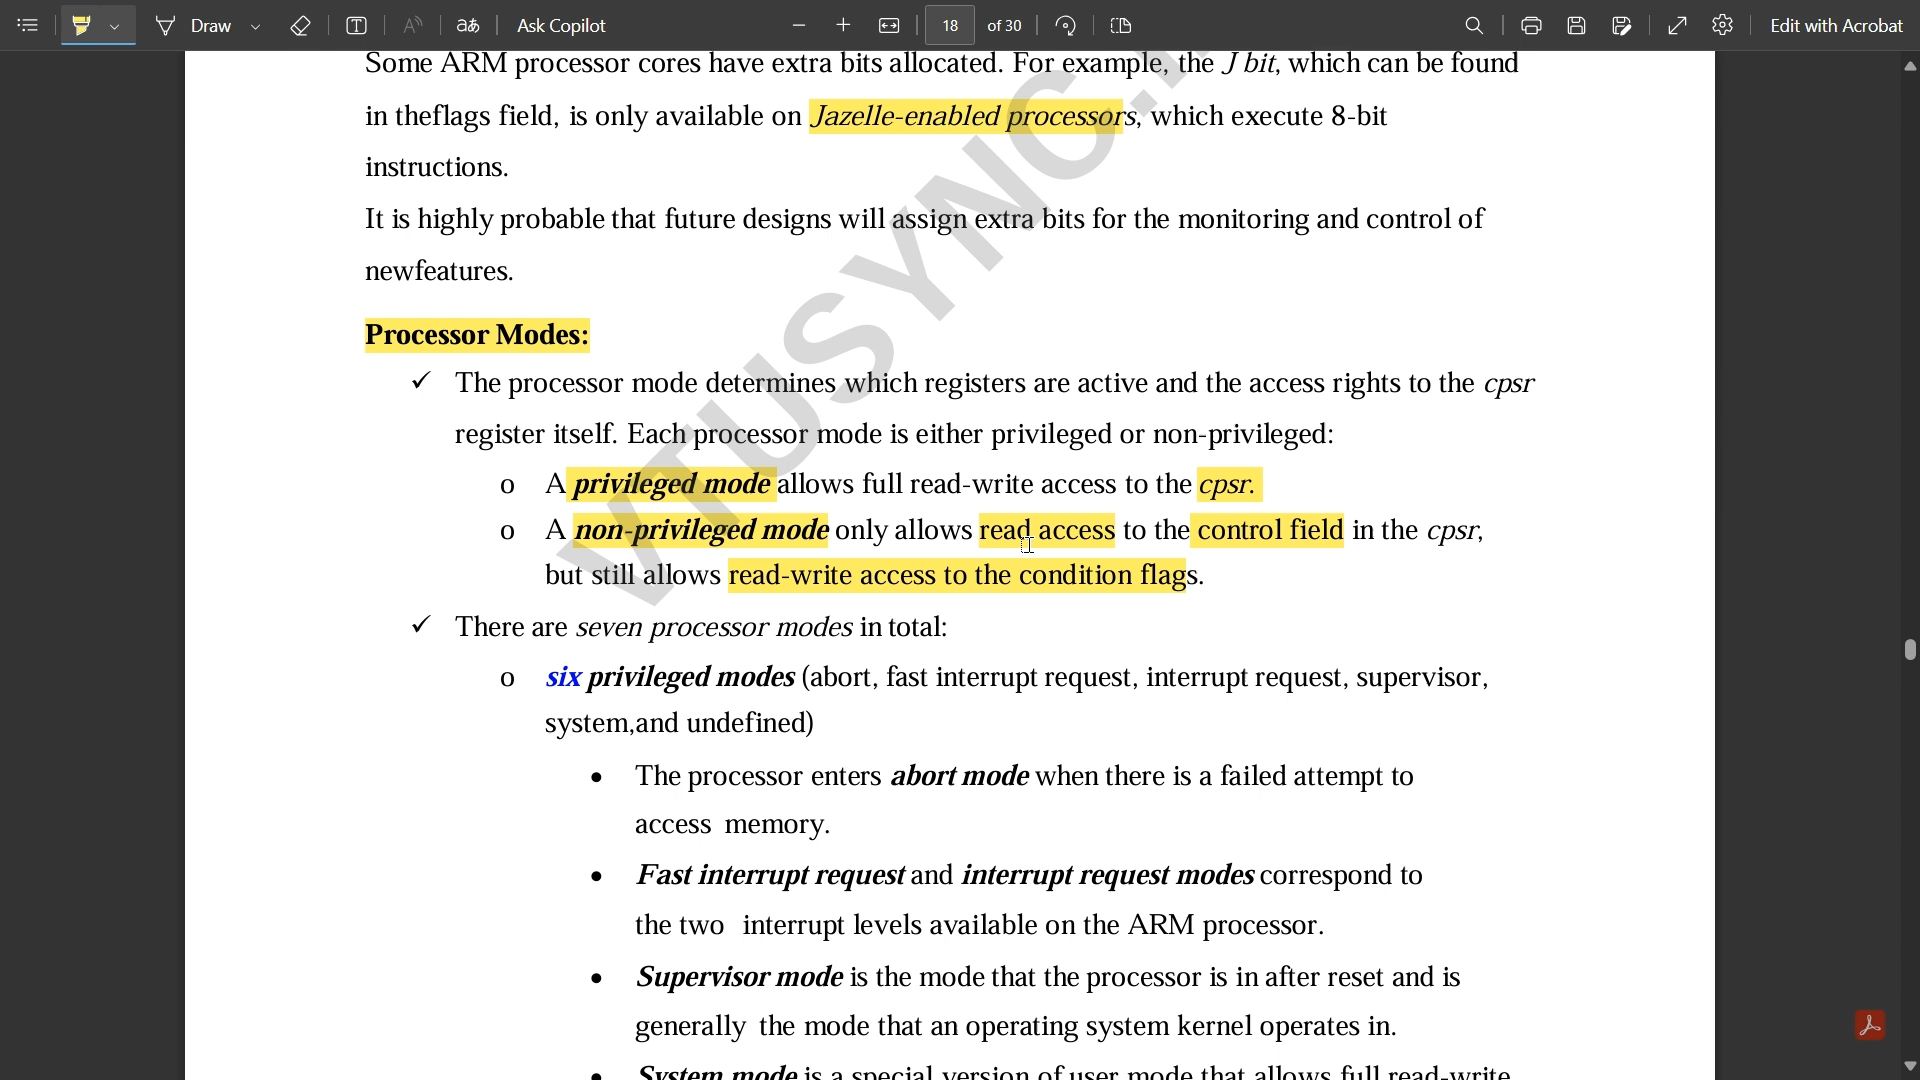 Draw
aあ
Ask Copilot
18 of 30
Edit with Acrobat
Some ARM processor cores have extra bits allocated. For example, the J bit, which can be found
in theflags field, is only available on Jazelle-enabled processors, which execute 8-bit
instructions.
It is highly probable that future designs will assign extra bits for the monitoring and control of
newfeatures.
Processor Modes:
✓ The processor mode determines which registers are active and the access rights to the cpsr
register itself. Each processor mode is either privileged or non-privileged:
o A privileged mode allows full read-write access to the cpsr.
o A non-privileged mode only allows read access to the control field in the cpsr,
but still allows read-write access to the condition flags.
✓ There are seven processor modes in total:
o six privileged modes (abort, fast interrupt request, interrupt request, supervisor,
system,and undefined)
• The processor enters abort mode when there is a failed attempt to
access memory.
• Fast interrupt request and interrupt request modes correspond to
the two interrupt levels available on the ARM processor.
• Supervisor mode is the mode that the processor is in after reset and is
generally the mode that an operating system kernel operates in.
• System mode is a special version of user mode that allows full read-write
VTUSYNC.